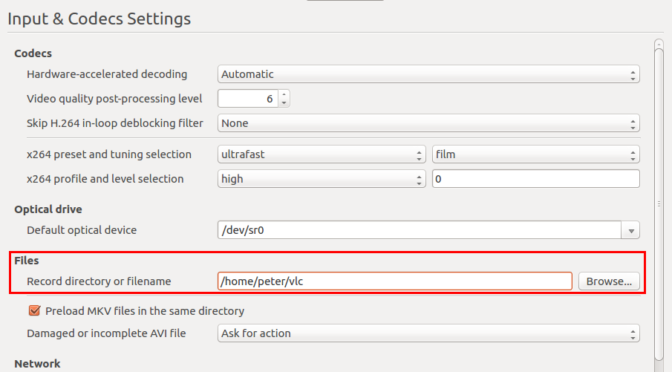 Input & Codecs Settings
Codecs
Hardware-accelerated decoding Automatic
Video quality post-processing level 6
Skip H.264 in-loop deblocking filter None
x264 preset and tuning selection ultrafast film
x264 profile and level selection high 0
Optical drive
Default optical device /dev/sr0
Files
Record directory or filename /home/peter/vlc Browse...
Preload MKV files in the same directory
Damaged or incomplete AVI file Ask for action
Network